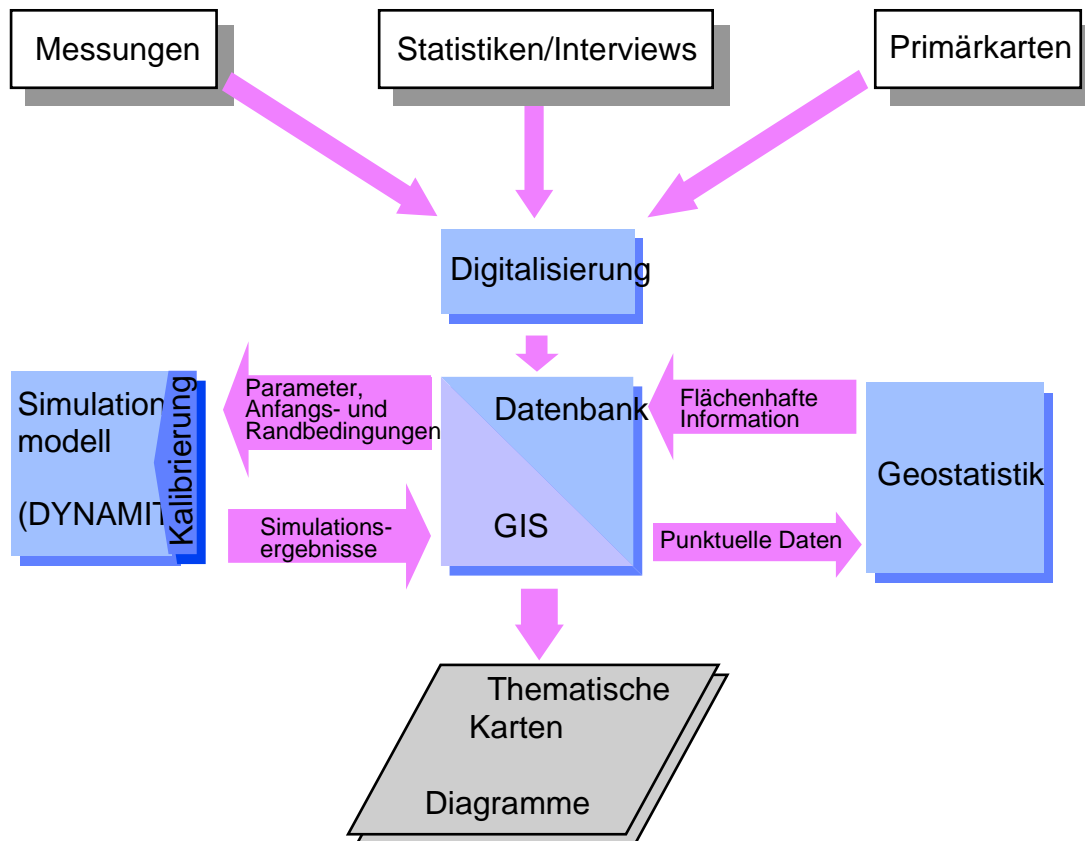 Messungen
Statistiken/Interviews
Primärkarten
Digitalisierung
Simulation
modell
(DYNAMIT
Kalibrierung
Parameter,
Anfangs- und
Randbedingungen
Simulations-
ergebnisse
Datenbank
GIS
Flächenhafte
Information
Punktuelle Daten
Geostatistik
Thematische
Karten
Diagramme